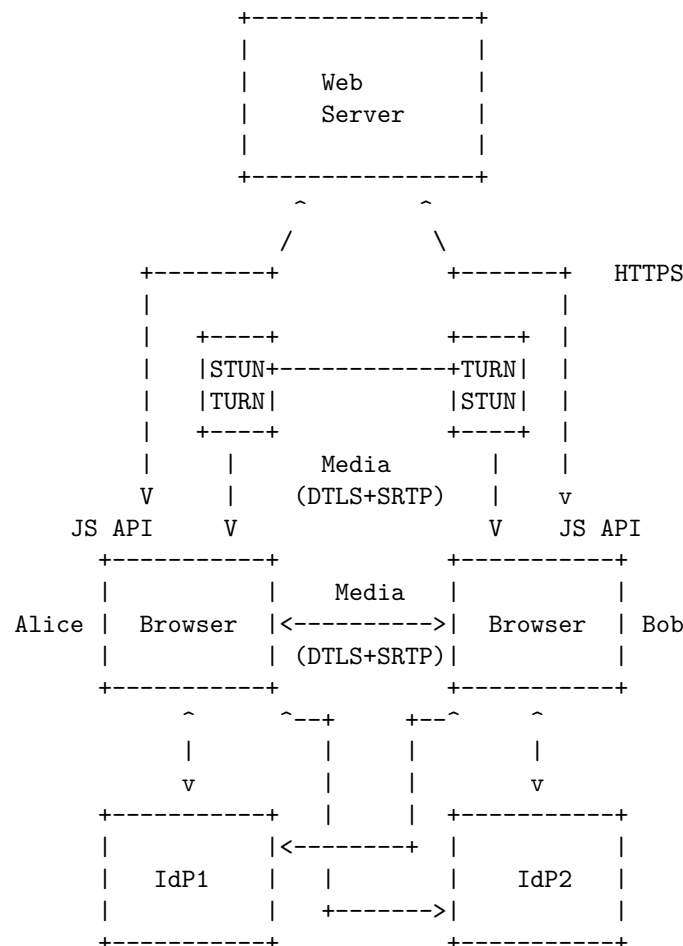 Web
Server
HTTPS
STUN TURN
TURN STUN
Media
(DTLS+SRTP)
JS API JS API
Media
Alice Browser Browser Bob
(DTLS+SRTP)
IdP1 IdP2